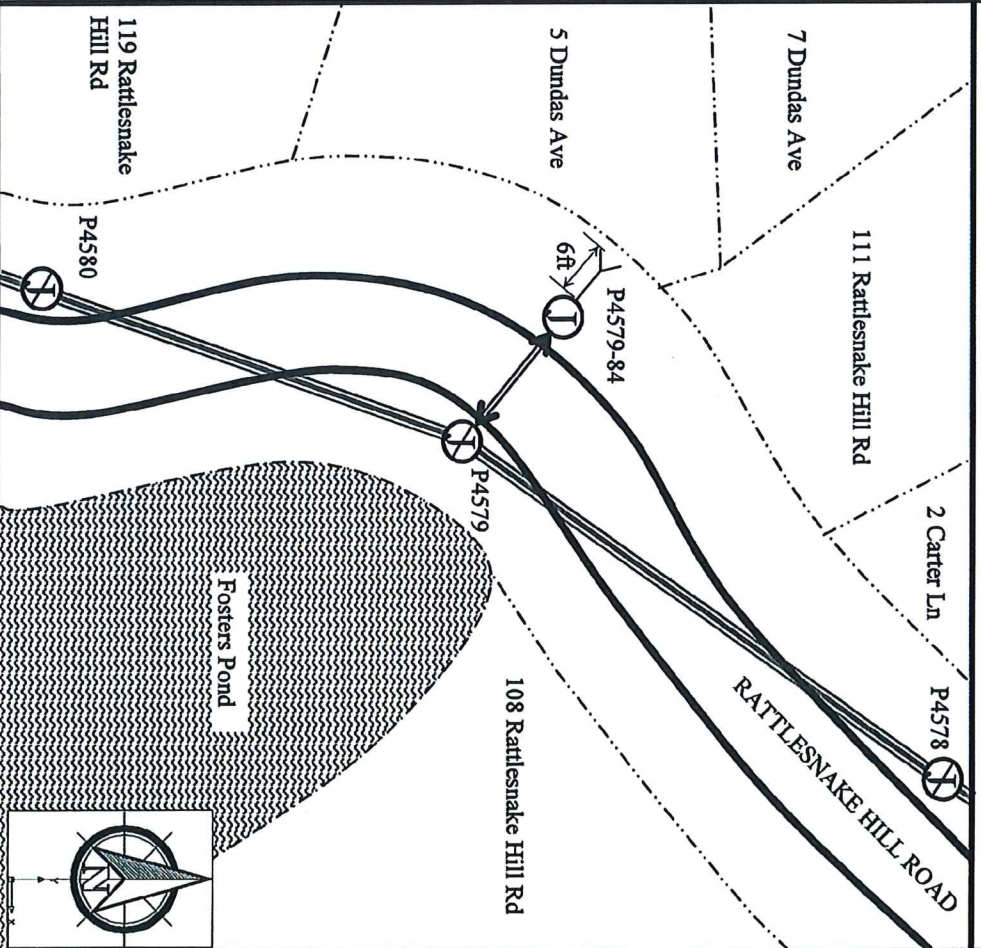 119 Rattlesnake
Hill Rd
5 Dundas Ave
7 Dundas Ave
111 Rattlesnake Hill Rd
2 Carter Ln
P4580
J
6ft
P4579-84
J
P4579
J
P4578
J
RATTLESNAKE HILL ROAD
108 Rattlesnake Hill Rd
Fosters Pond
N
Y
X